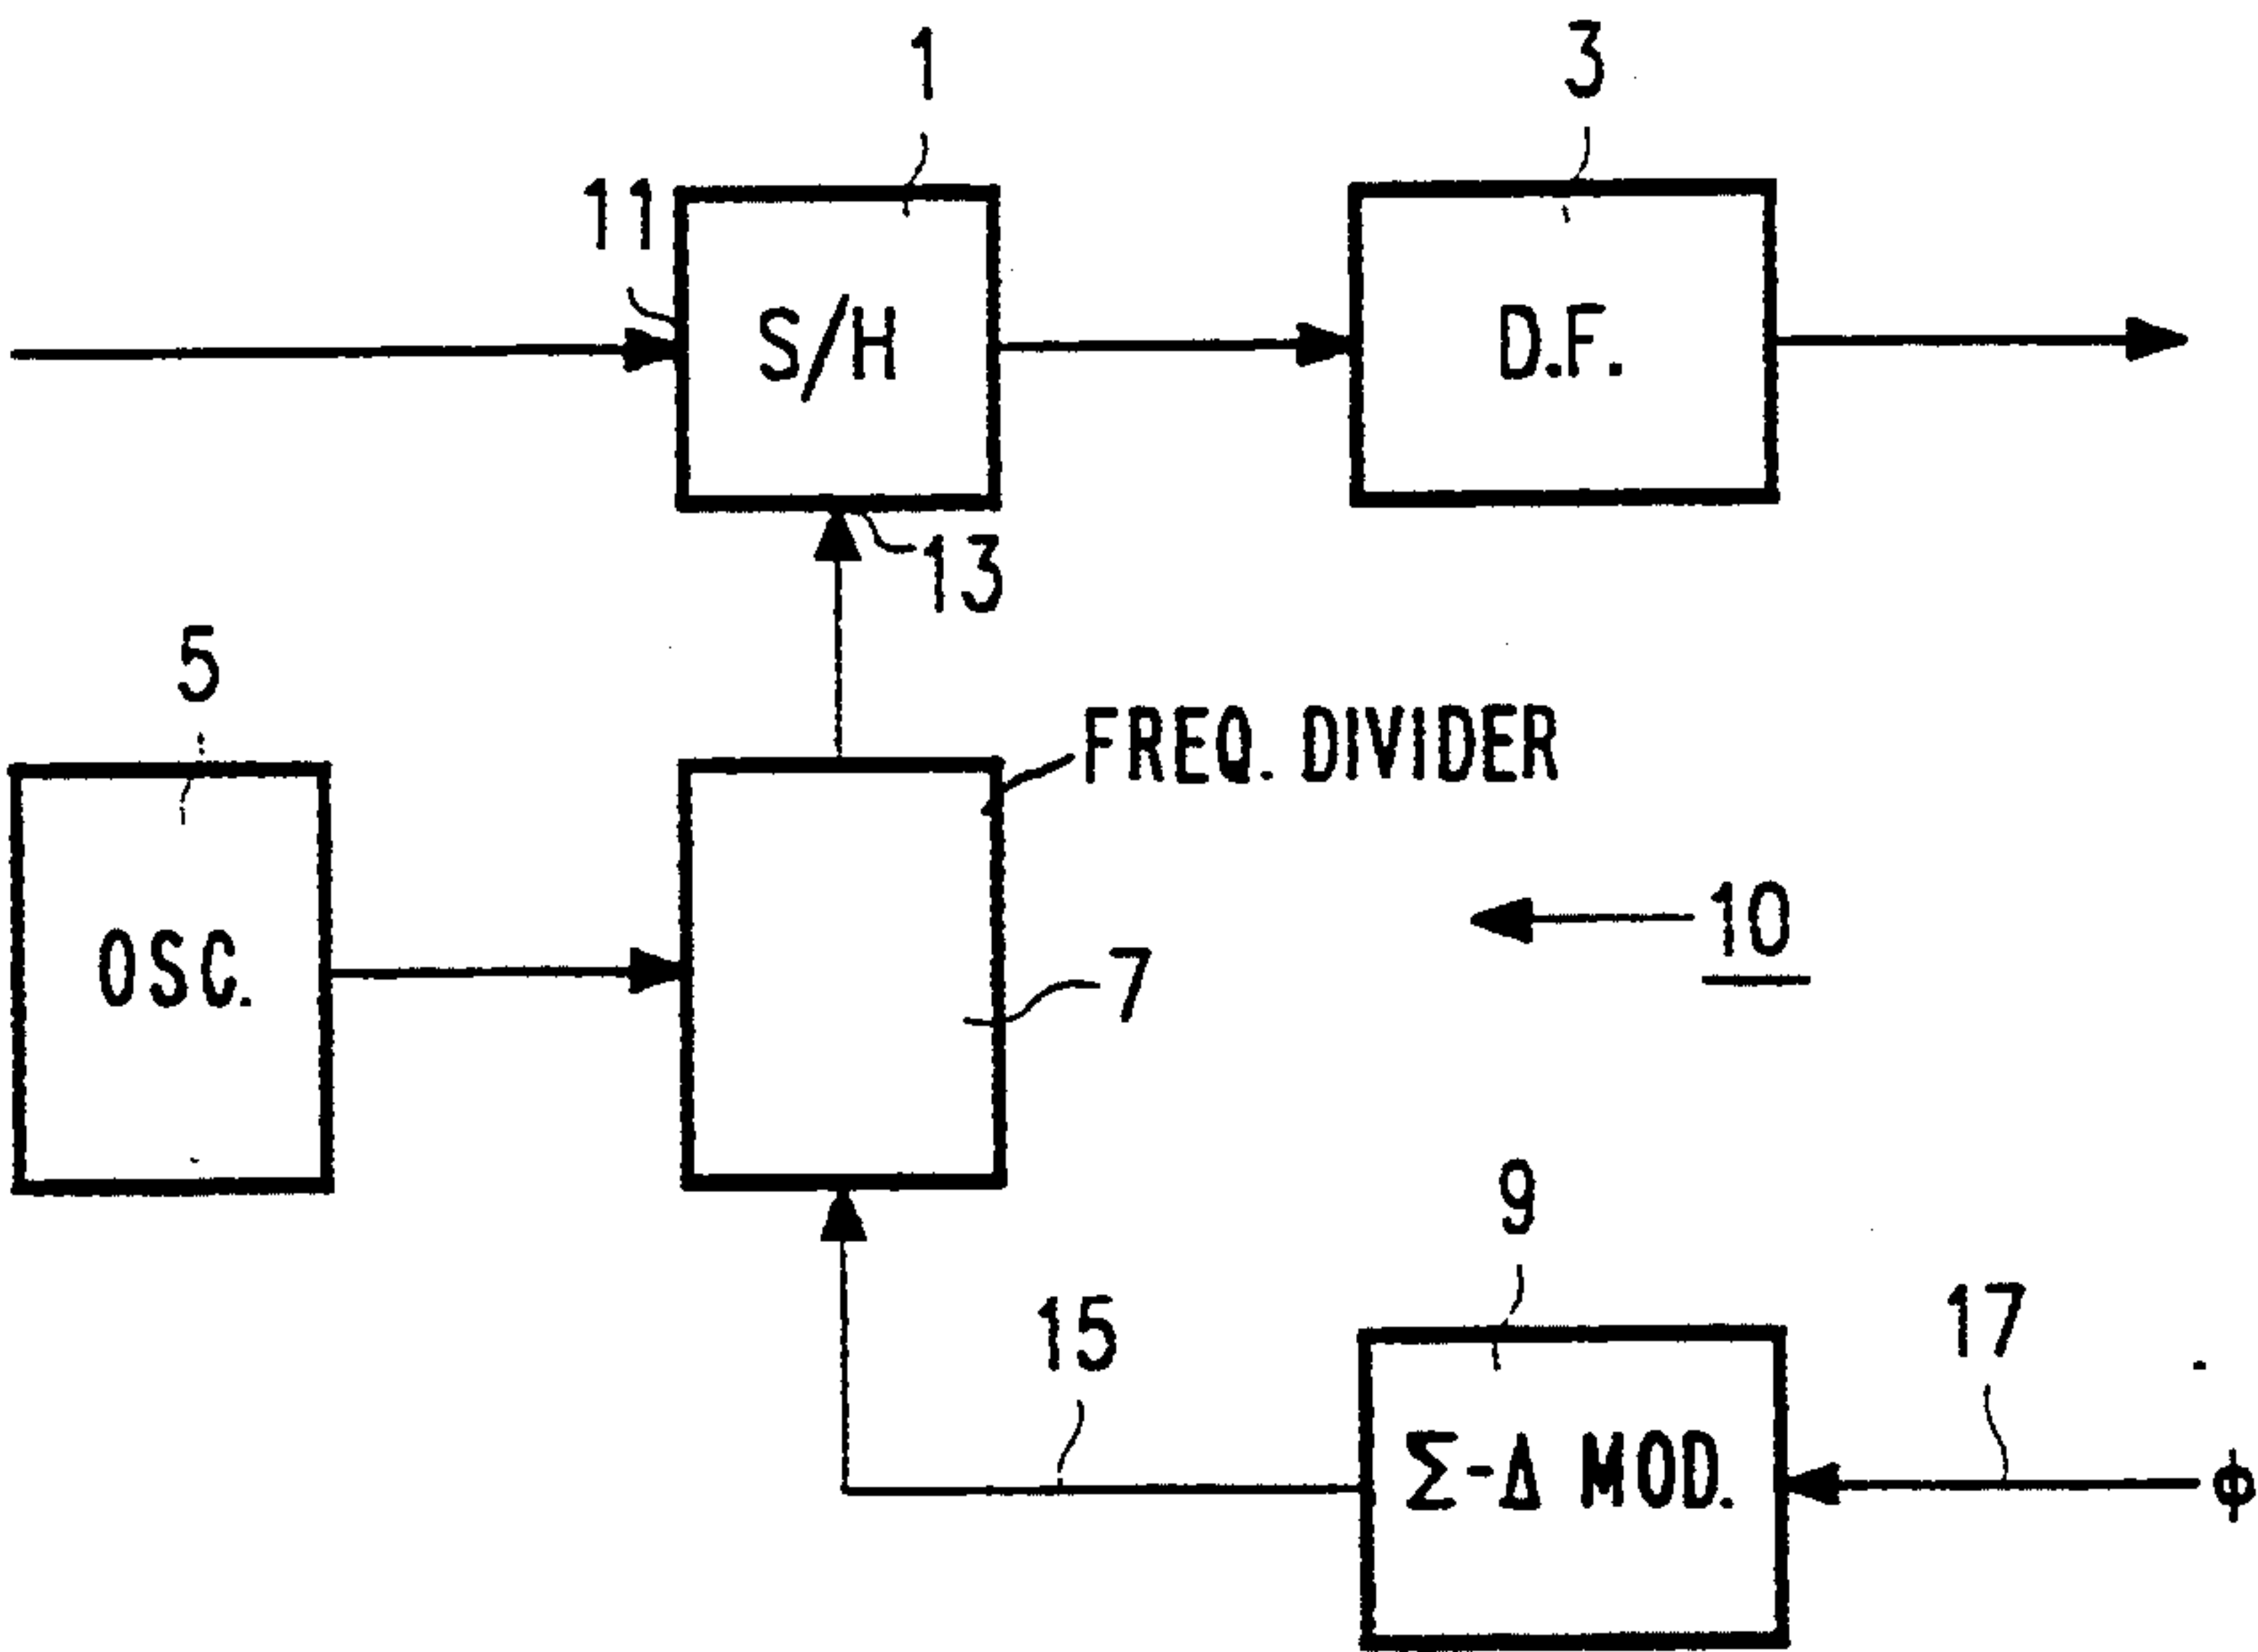 1
3
11
S/H
D.F.
13
5
FREQ. DIVIDER
10
OSC.
7
9
15
17
Σ-Δ MOD.
ϕ